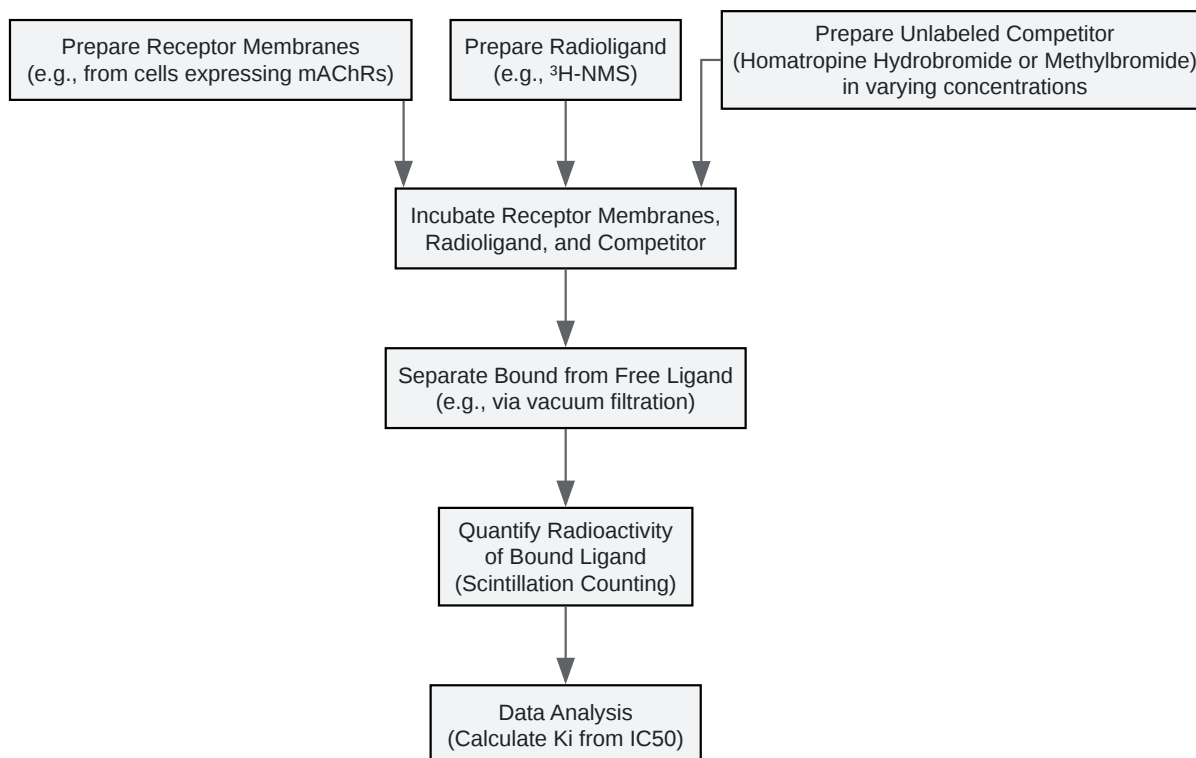 Prepare Receptor Membranes
(e.g., from cells expressing mAChRs)
Prepare Radioligand
(e.g., ³H-NMS)
Prepare Unlabeled Competitor
(Homatropine Hydrobromide or Methylbromide)
in varying concentrations
Incubate Receptor Membranes,
Radioligand, and Competitor
Separate Bound from Free Ligand
(e.g., via vacuum filtration)
Quantify Radioactivity
of Bound Ligand
(Scintillation Counting)
Data Analysis
(Calculate Ki from IC50)